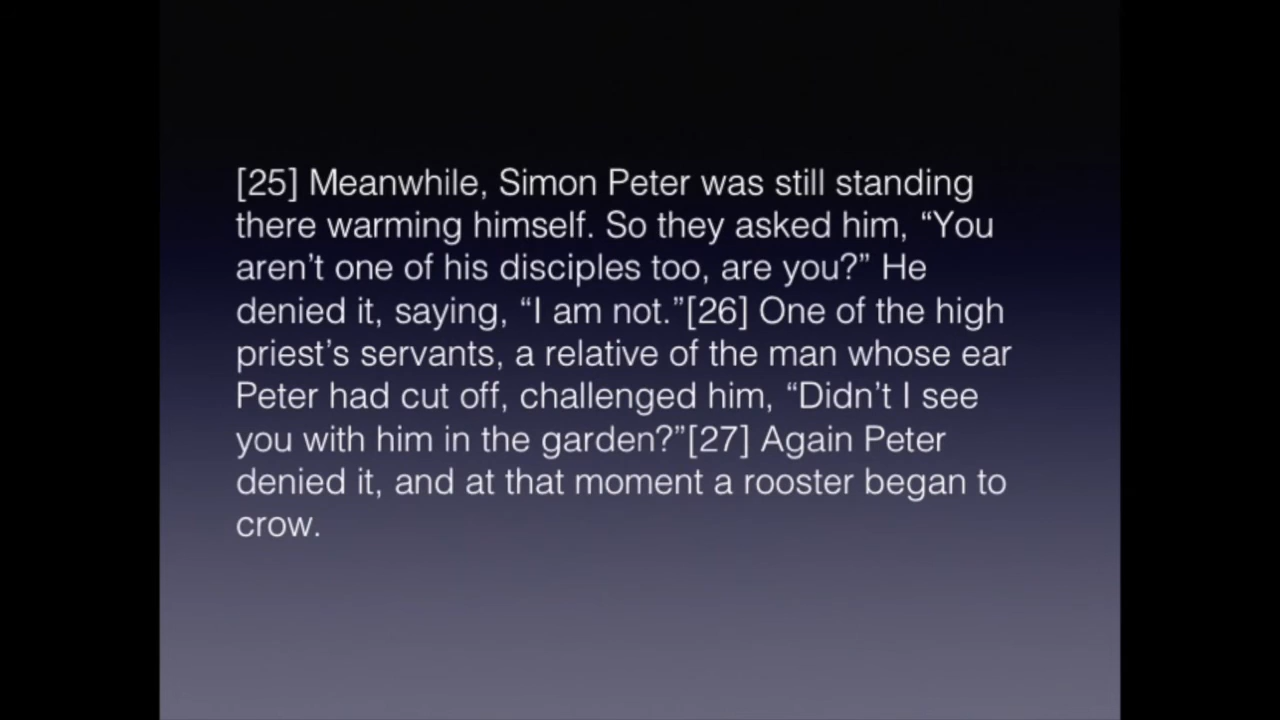 [25] Meanwhile, Simon Peter was still standing
there warming himself. So they asked him, “You
aren’t one of his disciples too, are you?” He
denied it, saying, “I am not.”[26] One of the high
priest’s servants, a relative of the man whose ear
Peter had cut off, challenged him, “Didn’t I see
you with him in the garden?”[27] Again Peter
denied it, and at that moment a rooster began to
crow.